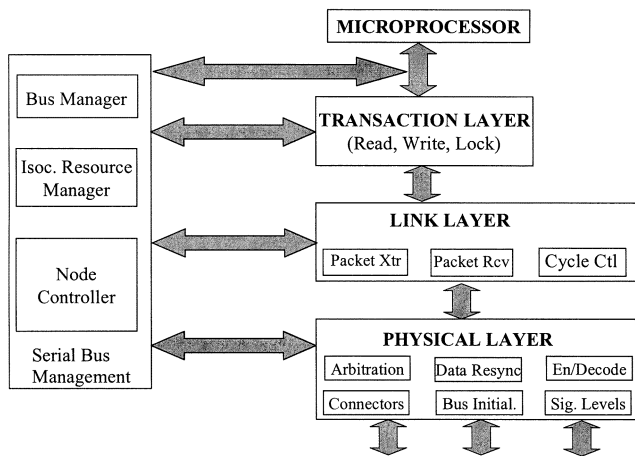 MICROPROCESSOR
Bus Manager
TRANSACTION LAYER
(Read, Write, Lock)
Isoc. Resource
Manager
LINK LAYER
Packet Xtr
Packet Rcv
Cycle Ctl
Node
Controller
Serial Bus
Management
PHYSICAL LAYER
Arbitration
Data Resync
En/Decode
Connectors
Bus Initial.
Sig. Levels